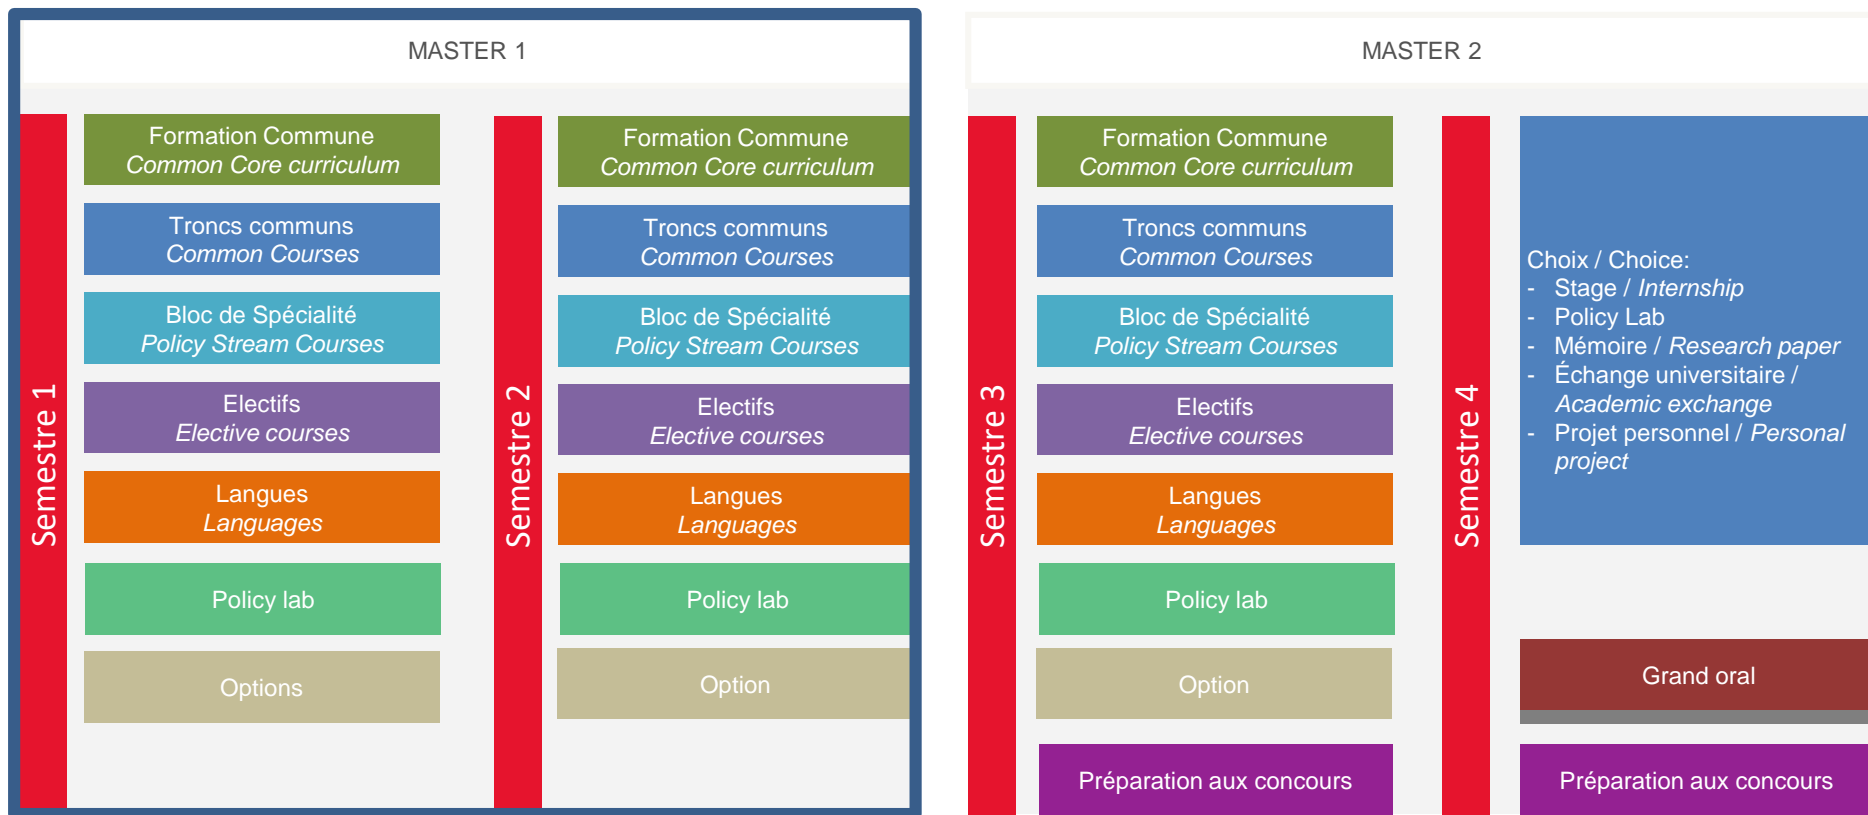 MASTER 1
Semestre 1
Formation Commune
Common Core curriculum
Troncs communs
Common Courses
Bloc de Spécialité
Policy Stream Courses
Electifs
Elective courses
Langues
Languages
Policy lab
Options
Semestre 2
Formation Commune
Common Core curriculum
Troncs communs
Common Courses
Bloc de Spécialité
Policy Stream Courses
Electifs
Elective courses
Langues
Languages
Policy lab
Option
MASTER 2
Semestre 3
Formation Commune
Common Core curriculum
Troncs communs
Common Courses
Bloc de Spécialité
Policy Stream Courses
Electifs
Elective courses
Langues
Languages
Policy lab
Option
Préparation aux concours
Semestre 4
Choix / Choice:
- Stage / Internship
- Policy Lab
- Mémoire / Research paper
- Échange universitaire /
Academic exchange
- Projet personnel / Personal
project
Grand oral
Préparation aux concours